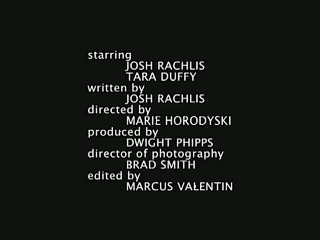 starring
JOSH RACHLIS
TARA DUFFY
written by
JOSH RACHLIS
directed by
MARIE HORODYSKI
produced by
DWIGHT PHIPPS
director of photography
BRAD SMITH
edited by
MARCUS VALENTIN